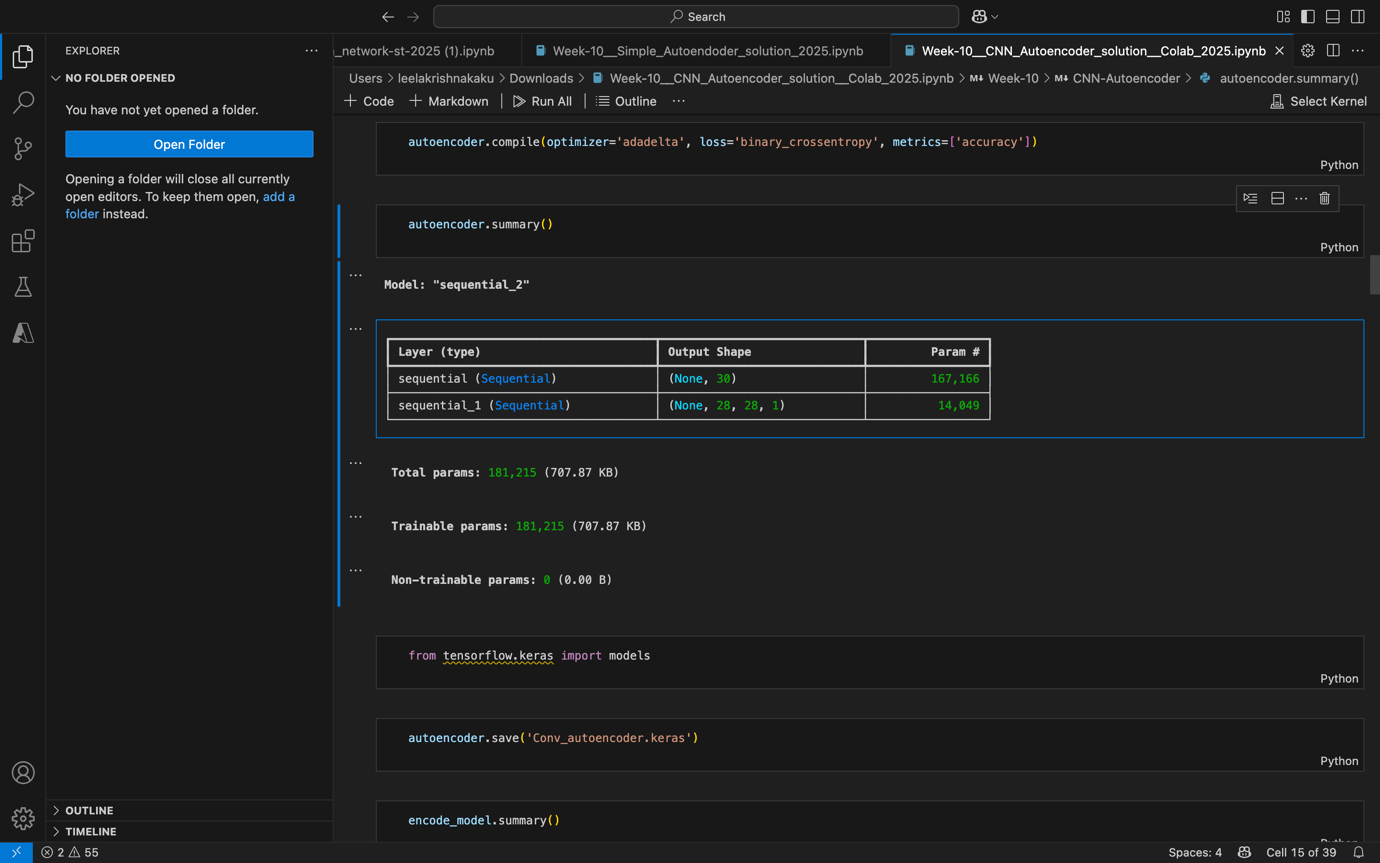 Search
EXPLORER
NO FOLDER OPENED
You have not yet opened a folder.
Open Folder
Opening a folder will close all currently
open editors. To keep them open, add a
folder instead.
OUTLINE
TIMELINE
_network-st-2025 (1).ipynb
Week-10__Simple_Autoendoder_solution_2025.ipynb
Week-10__CNN_Autoencoder_solution__Colab_2025.ipynb
Users > leelakrishnakaku > Downloads > Week-10__CNN_Autoencoder_solution__Colab_2025.ipynb > M↓ Week-10 > M↓ CNN-Autoencoder > autoencoder.summary()
+ Code + Markdown Run All Outline ... Select Kernel
autoencoder.compile(optimizer='adadelta', loss='binary_crossentropy', metrics=['accuracy'])
Python
autoencoder.summary()
Python
Model: "sequential_2"
Layer (type) Output Shape Param #
sequential (Sequential) (None, 30) 167,166
sequential_1 (Sequential) (None, 28, 28, 1) 14,049
Total params: 181,215 (707.87 KB)
Trainable params: 181,215 (707.87 KB)
Non-trainable params: 0 (0.00 B)
from tensorflow.keras import models
Python
autoencoder.save('Conv_autoencoder.keras')
Python
encode_model.summary()
Python
2 55
Spaces: 4 Cell 15 of 39